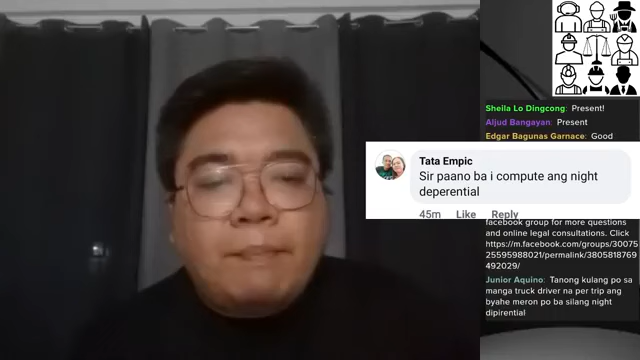 Sheila Lo Dingcong: Present!
Aljud Bangayan: Present
Edgar Bagunas Garnace: Good
Tata Empic
Sir paano ba i compute ang night
deperential
45m Like Reply
facebook group for more questions
and online legal consultations. Click
https://m.facebook.com/groups/30075
25595988021/permalink/3805818769
492029/
Junior Aquino: Tanong kulang po sa
manga truck driver na per trip ang
byahe meron po ba silang night
dipirential